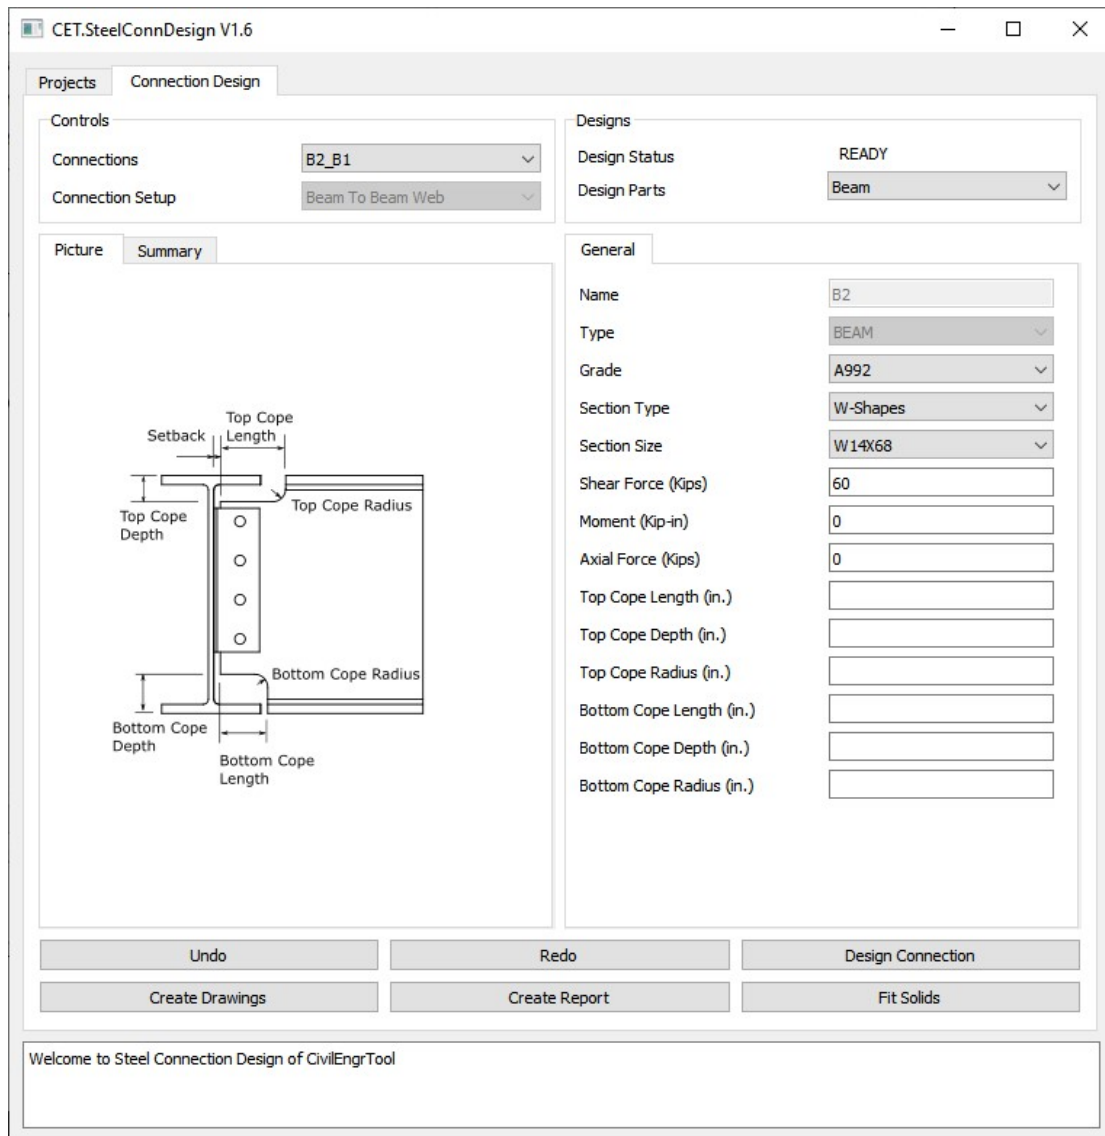 CET.SteelConnDesign V1.6
Projects
Connection Design
Controls
Connections
B2_B1
Connection Setup
Beam To Beam Web
Designs
Design Status
READY
Design Parts
Beam
Picture
Summary
Top Cope
Length
Setback
Top Cope
Depth
Top Cope Radius
Bottom Cope Radius
Bottom Cope
Depth
Bottom Cope
Length
General
Name
B2
Type
BEAM
Grade
A992
Section Type
W-Shapes
Section Size
W14X68
Shear Force (Kips)
60
Moment (Kip-in)
0
Axial Force (Kips)
0
Top Cope Length (in.)
Top Cope Depth (in.)
Top Cope Radius (in.)
Bottom Cope Length (in.)
Bottom Cope Depth (in.)
Bottom Cope Radius (in.)
Undo
Redo
Design Connection
Create Drawings
Create Report
Fit Solids
Welcome to Steel Connection Design of CivilEngrTool